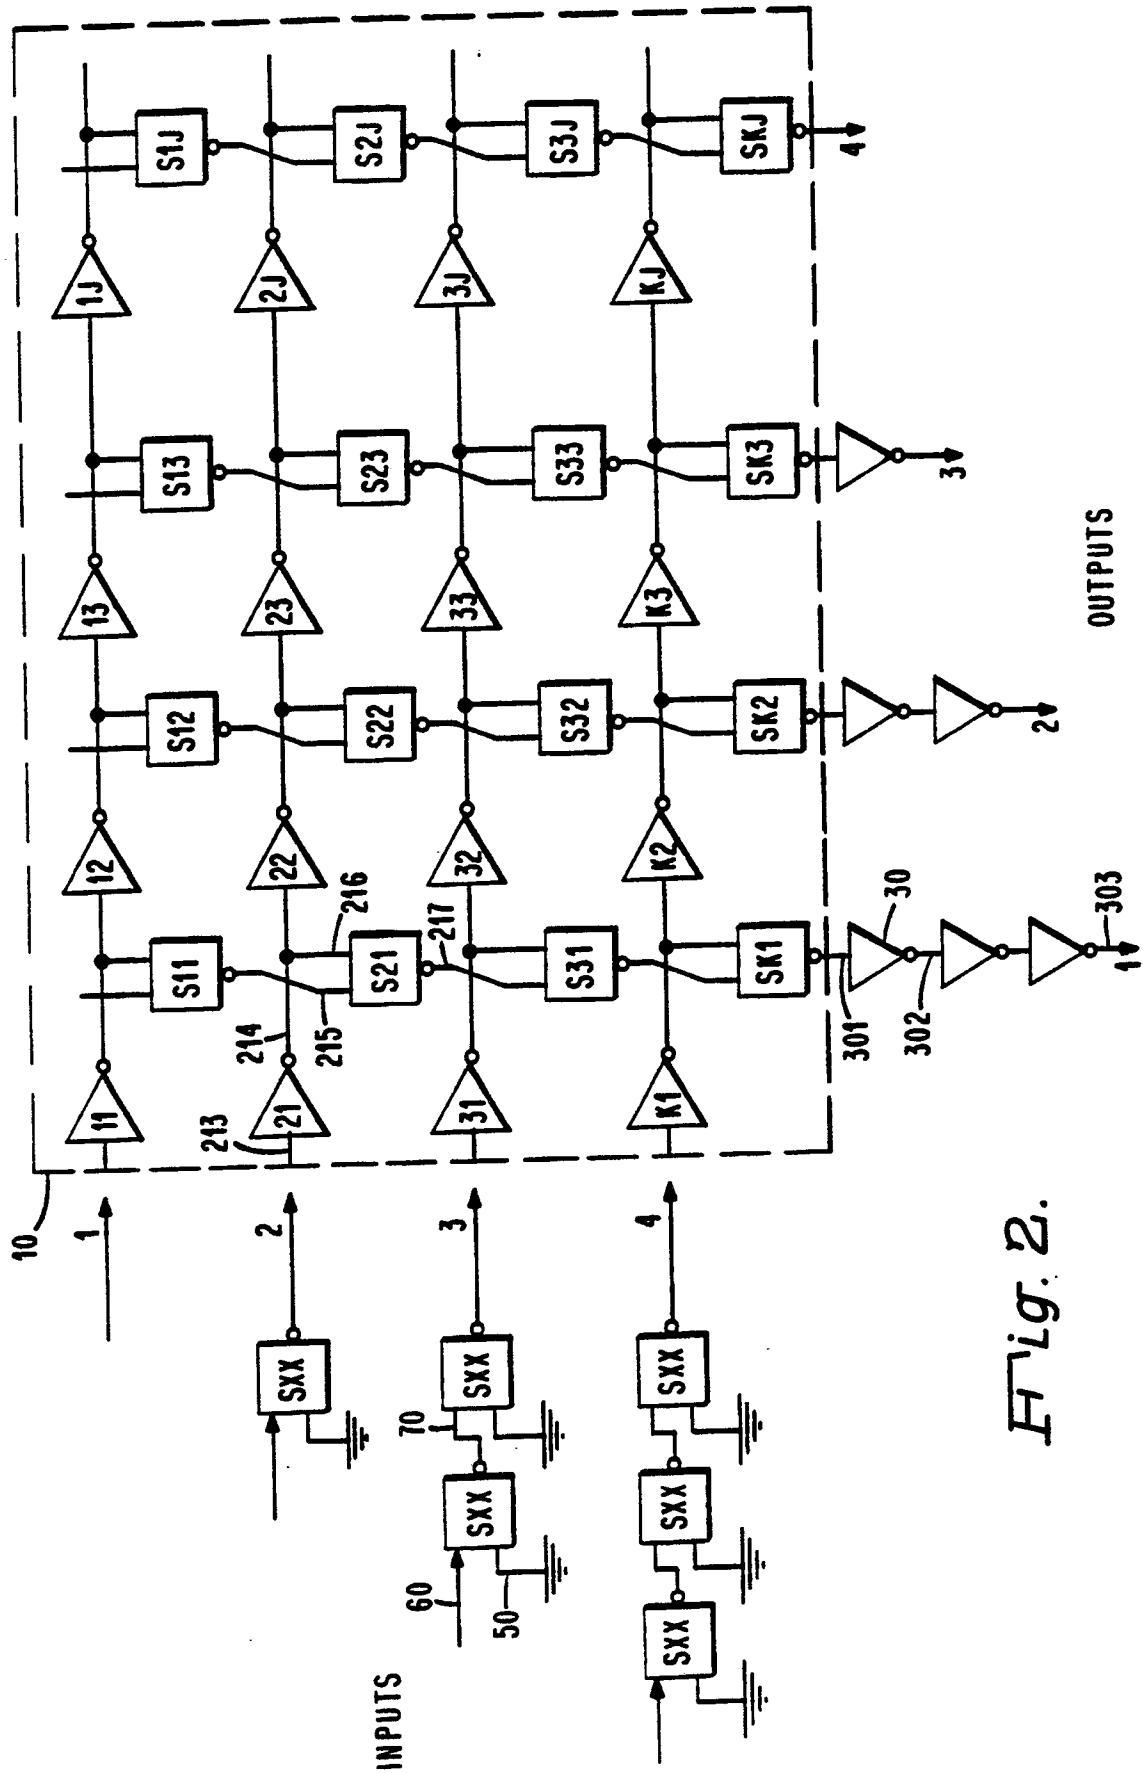 10
1
11
12
13
1J
S11
S12
S13
S1J
2
SXX
213
21
214
22
23
2J
215
216
S21
S22
S23
S2J
217
INPUTS
60
50
SXX
70
SXX
3
31
32
33
3J
S31
S32
S33
S3J
SXX
SXX
SXX
4
K1
K2
K3
KJ
SK1
SK2
SK3
SKJ
301
30
302
303
1
2
3
4
OUTPUTS
Fig. 2.